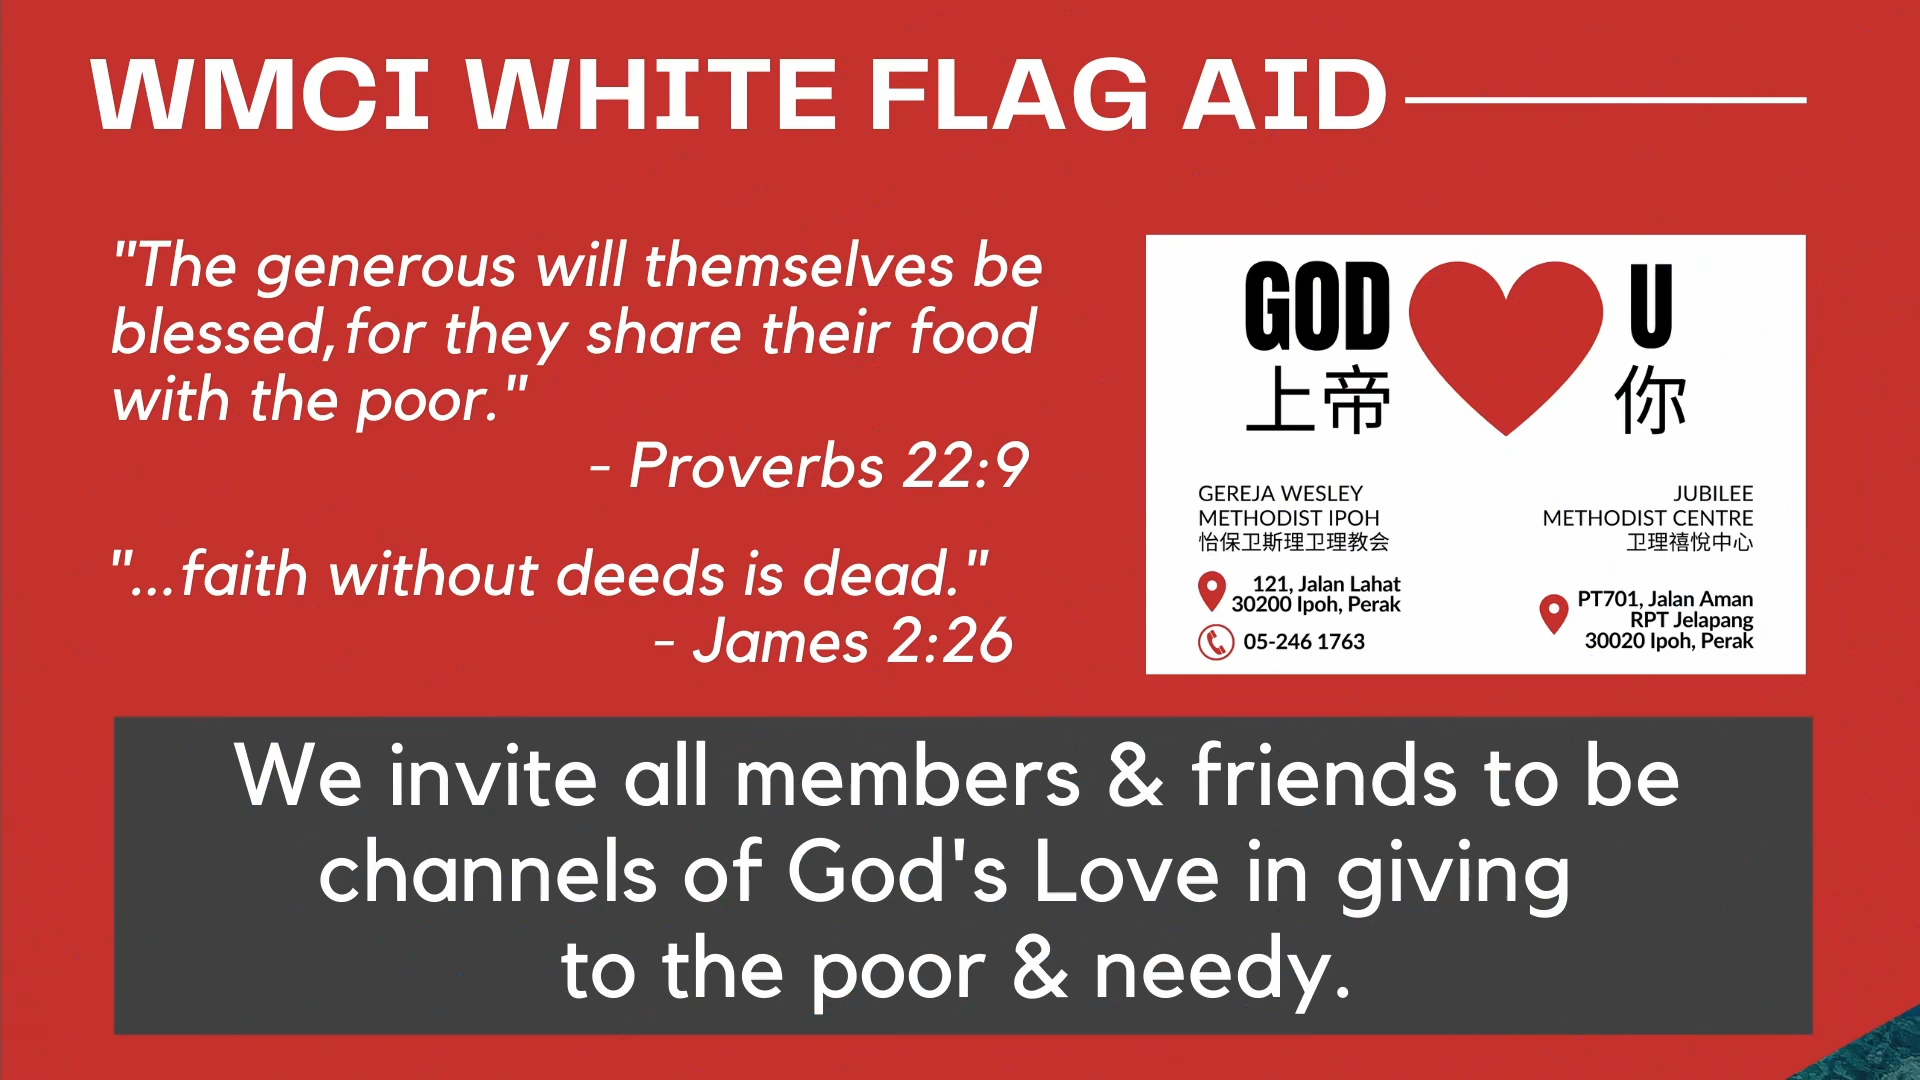 WMCI WHITE FLAG AID
"The generous will themselves be
blessed,for they share their food
with the poor."
- Proverbs 22:9
"...faith without deeds is dead."
- James 2:26
GOD U
上帝 你
GEREJA WESLEY
METHODIST IPOH
怡保卫斯理卫理教会
121, Jalan Lahat
30200 Ipoh, Perak
05-246 1763
JUBILEE
METHODIST CENTRE
卫理禧悅中心
PT701, Jalan Aman
RPT Jelapang
30020 Ipoh, Perak
We invite all members & friends to be
channels of God's Love in giving
to the poor & needy.